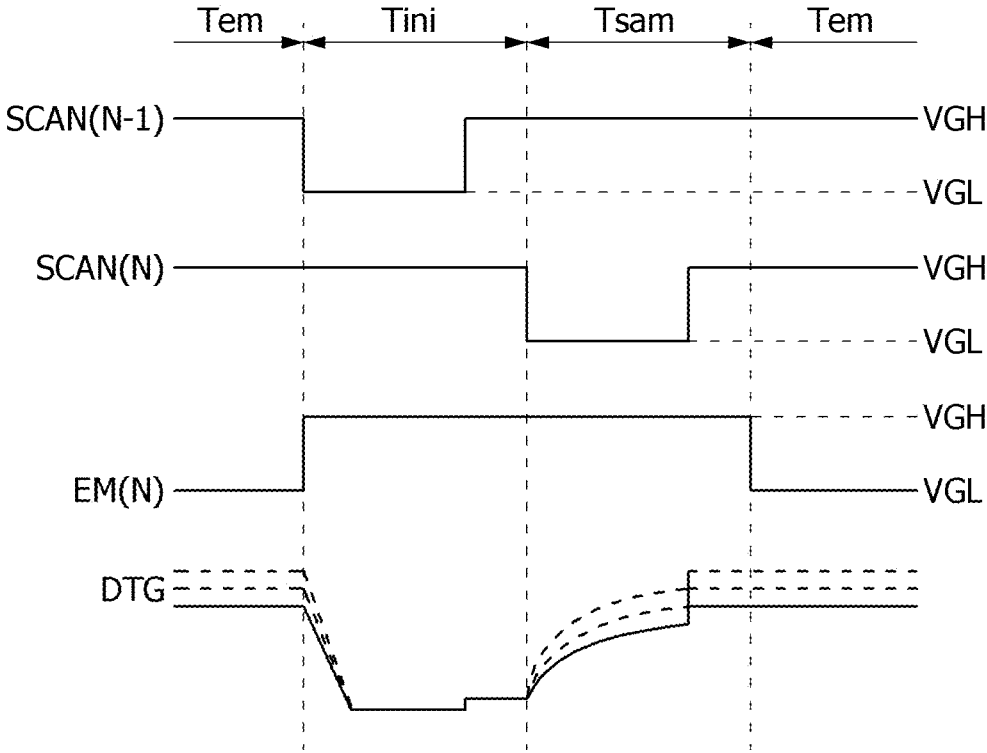 Tem Tini Tsam Tem
SCAN(N-1) VGH
VGL
SCAN(N) VGH
VGL
VGH
EM(N) VGL
DTG